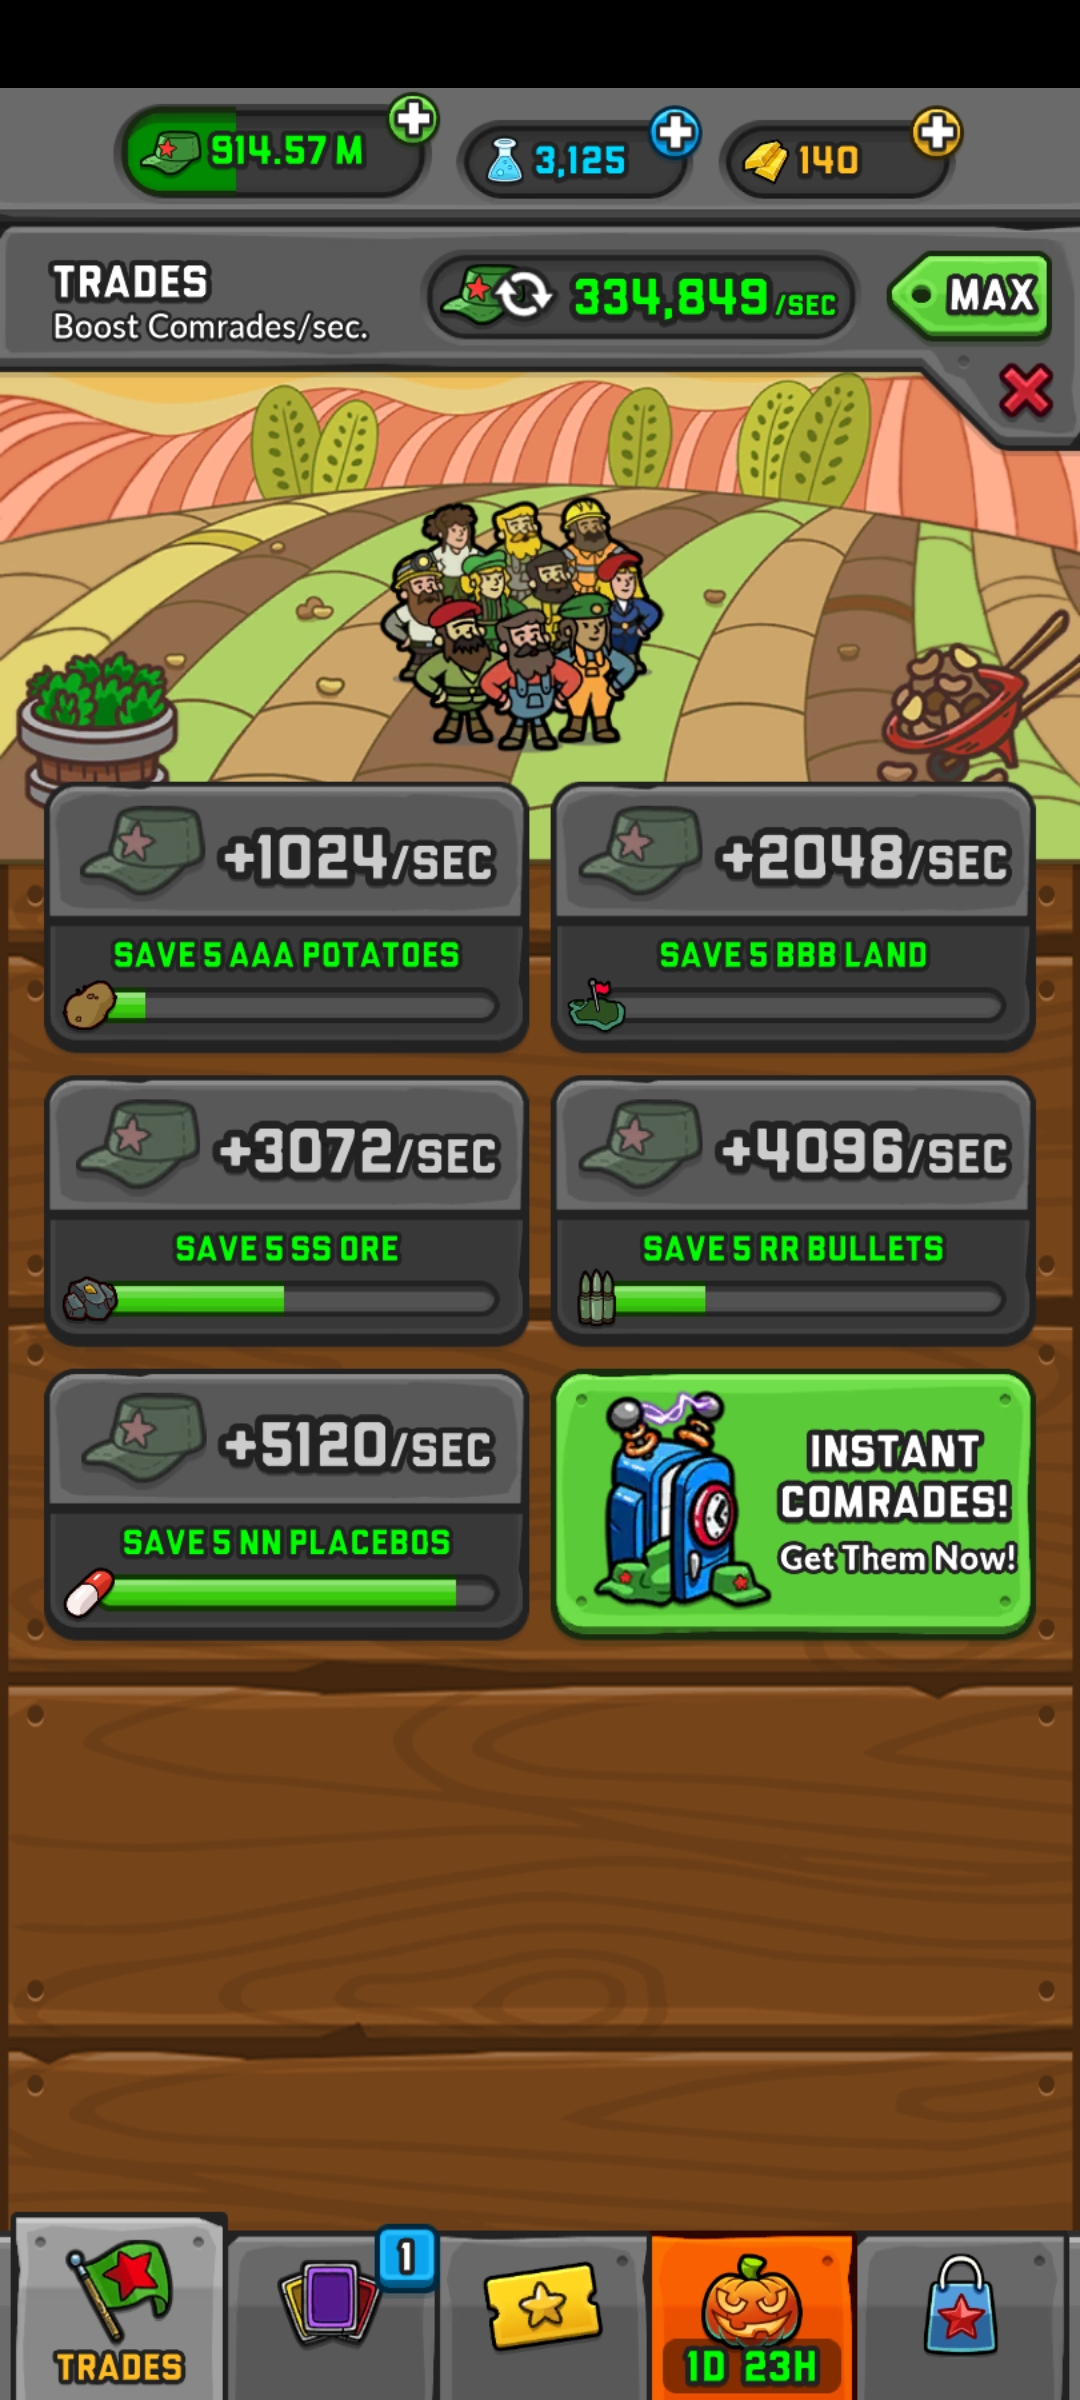 914.57 M
3,125
140
TRADES
Boost Comrades/sec.
334,849/SEC
MAX
+1024/SEC
SAVE 5 AAA POTATOES
+2048/SEC
SAVE 5 BBB LAND
+3072/SEC
SAVE 5 SS ORE
+4096/SEC
SAVE 5 RR BULLETS
+5120/SEC
SAVE 5 NN PLACEBOS
INSTANT
COMRADES!
Get Them Now!
1
TRADES
1D 23H